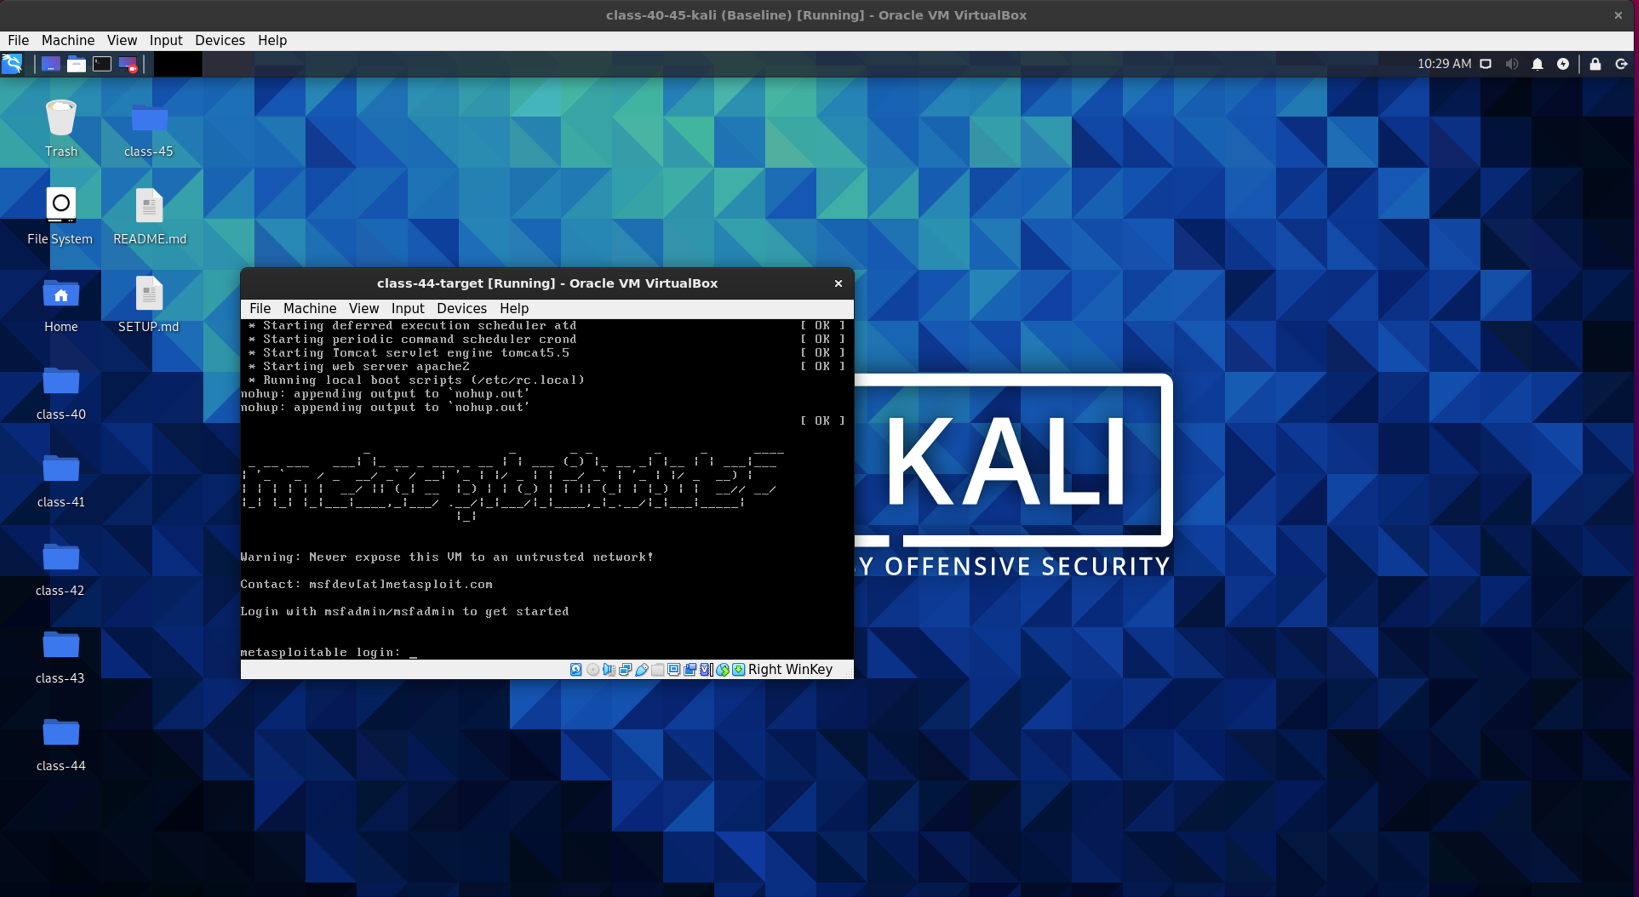 class-40-45-kali (Baseline) [Running] - Oracle VM VirtualBox
File Machine View Input Devices Help
10:29 AM
Trash
class-45
File System
README.md
Home
SETUP.md
class-40
class-41
class-42
class-43
class-44
class-44-target [Running] - Oracle VM VirtualBox
File Machine View Input Devices Help
* Starting deferred execution scheduler atd [ OK ]
* Starting periodic command scheduler crond [ OK ]
* Starting Tomcat servlet engine tomcat5.5 [ OK ]
* Starting web server apache2 [ OK ]
* Running local boot scripts (/etc/rc.local)
nohup: appending output to `nohup.out'
nohup: appending output to `nohup.out'
[ OK ]
metasploitable2
Warning: Never expose this VM to an untrusted network!
Contact: msfdev[at]metasploit.com
Login with msfadmin/msfadmin to get started
metasploitable login: _
Right WinKey
KALI
Y OFFENSIVE SECURITY